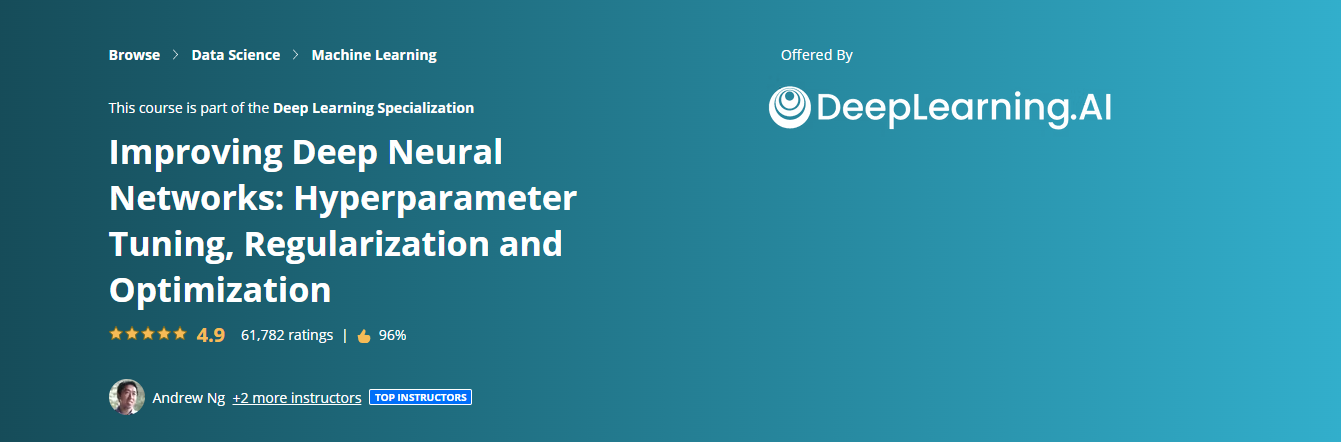 Browse > Data Science > Machine Learning
Offered By
DeepLearning.AI
This course is part of the Deep Learning Specialization
Improving Deep Neural
Networks: Hyperparameter
Tuning, Regularization and
Optimization
4.9 61,782 ratings | 96%
Andrew Ng +2 more instructors TOP INSTRUCTORS